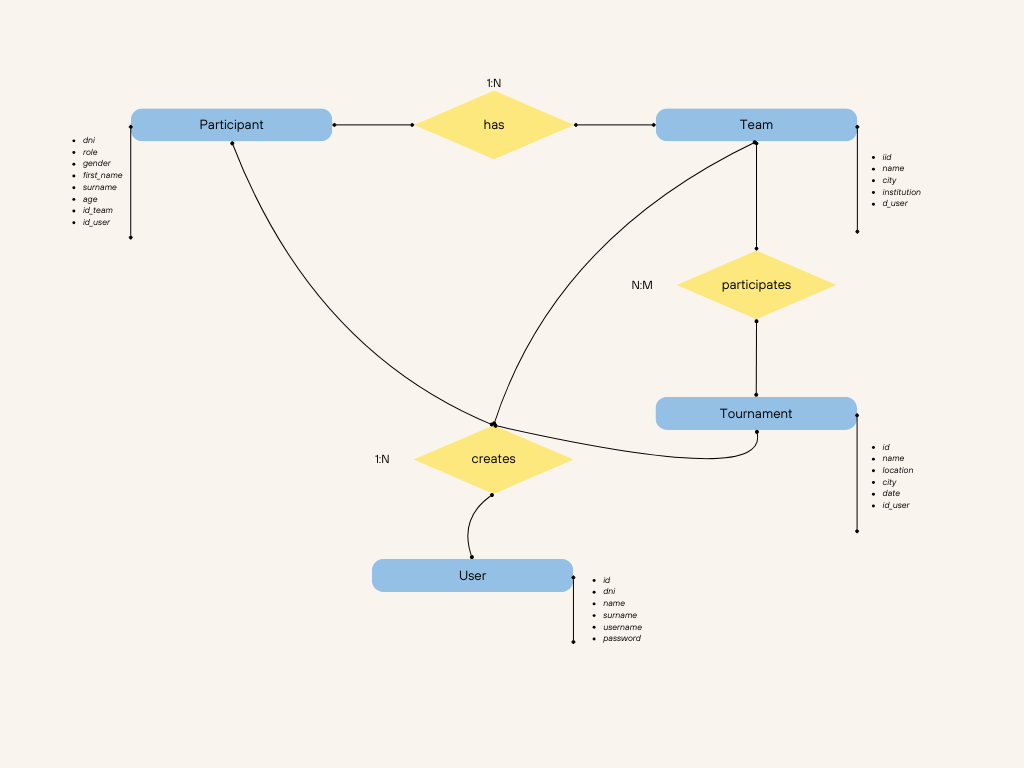 1:N
Participant
has
Team
dni
role
gender
first_name
surname
age
id_team
id_user
iid
name
city
institution
d_user
N:M
participates
Tournament
id
name
location
city
date
id_user
1:N
creates
User
id
dni
name
surname
username
password